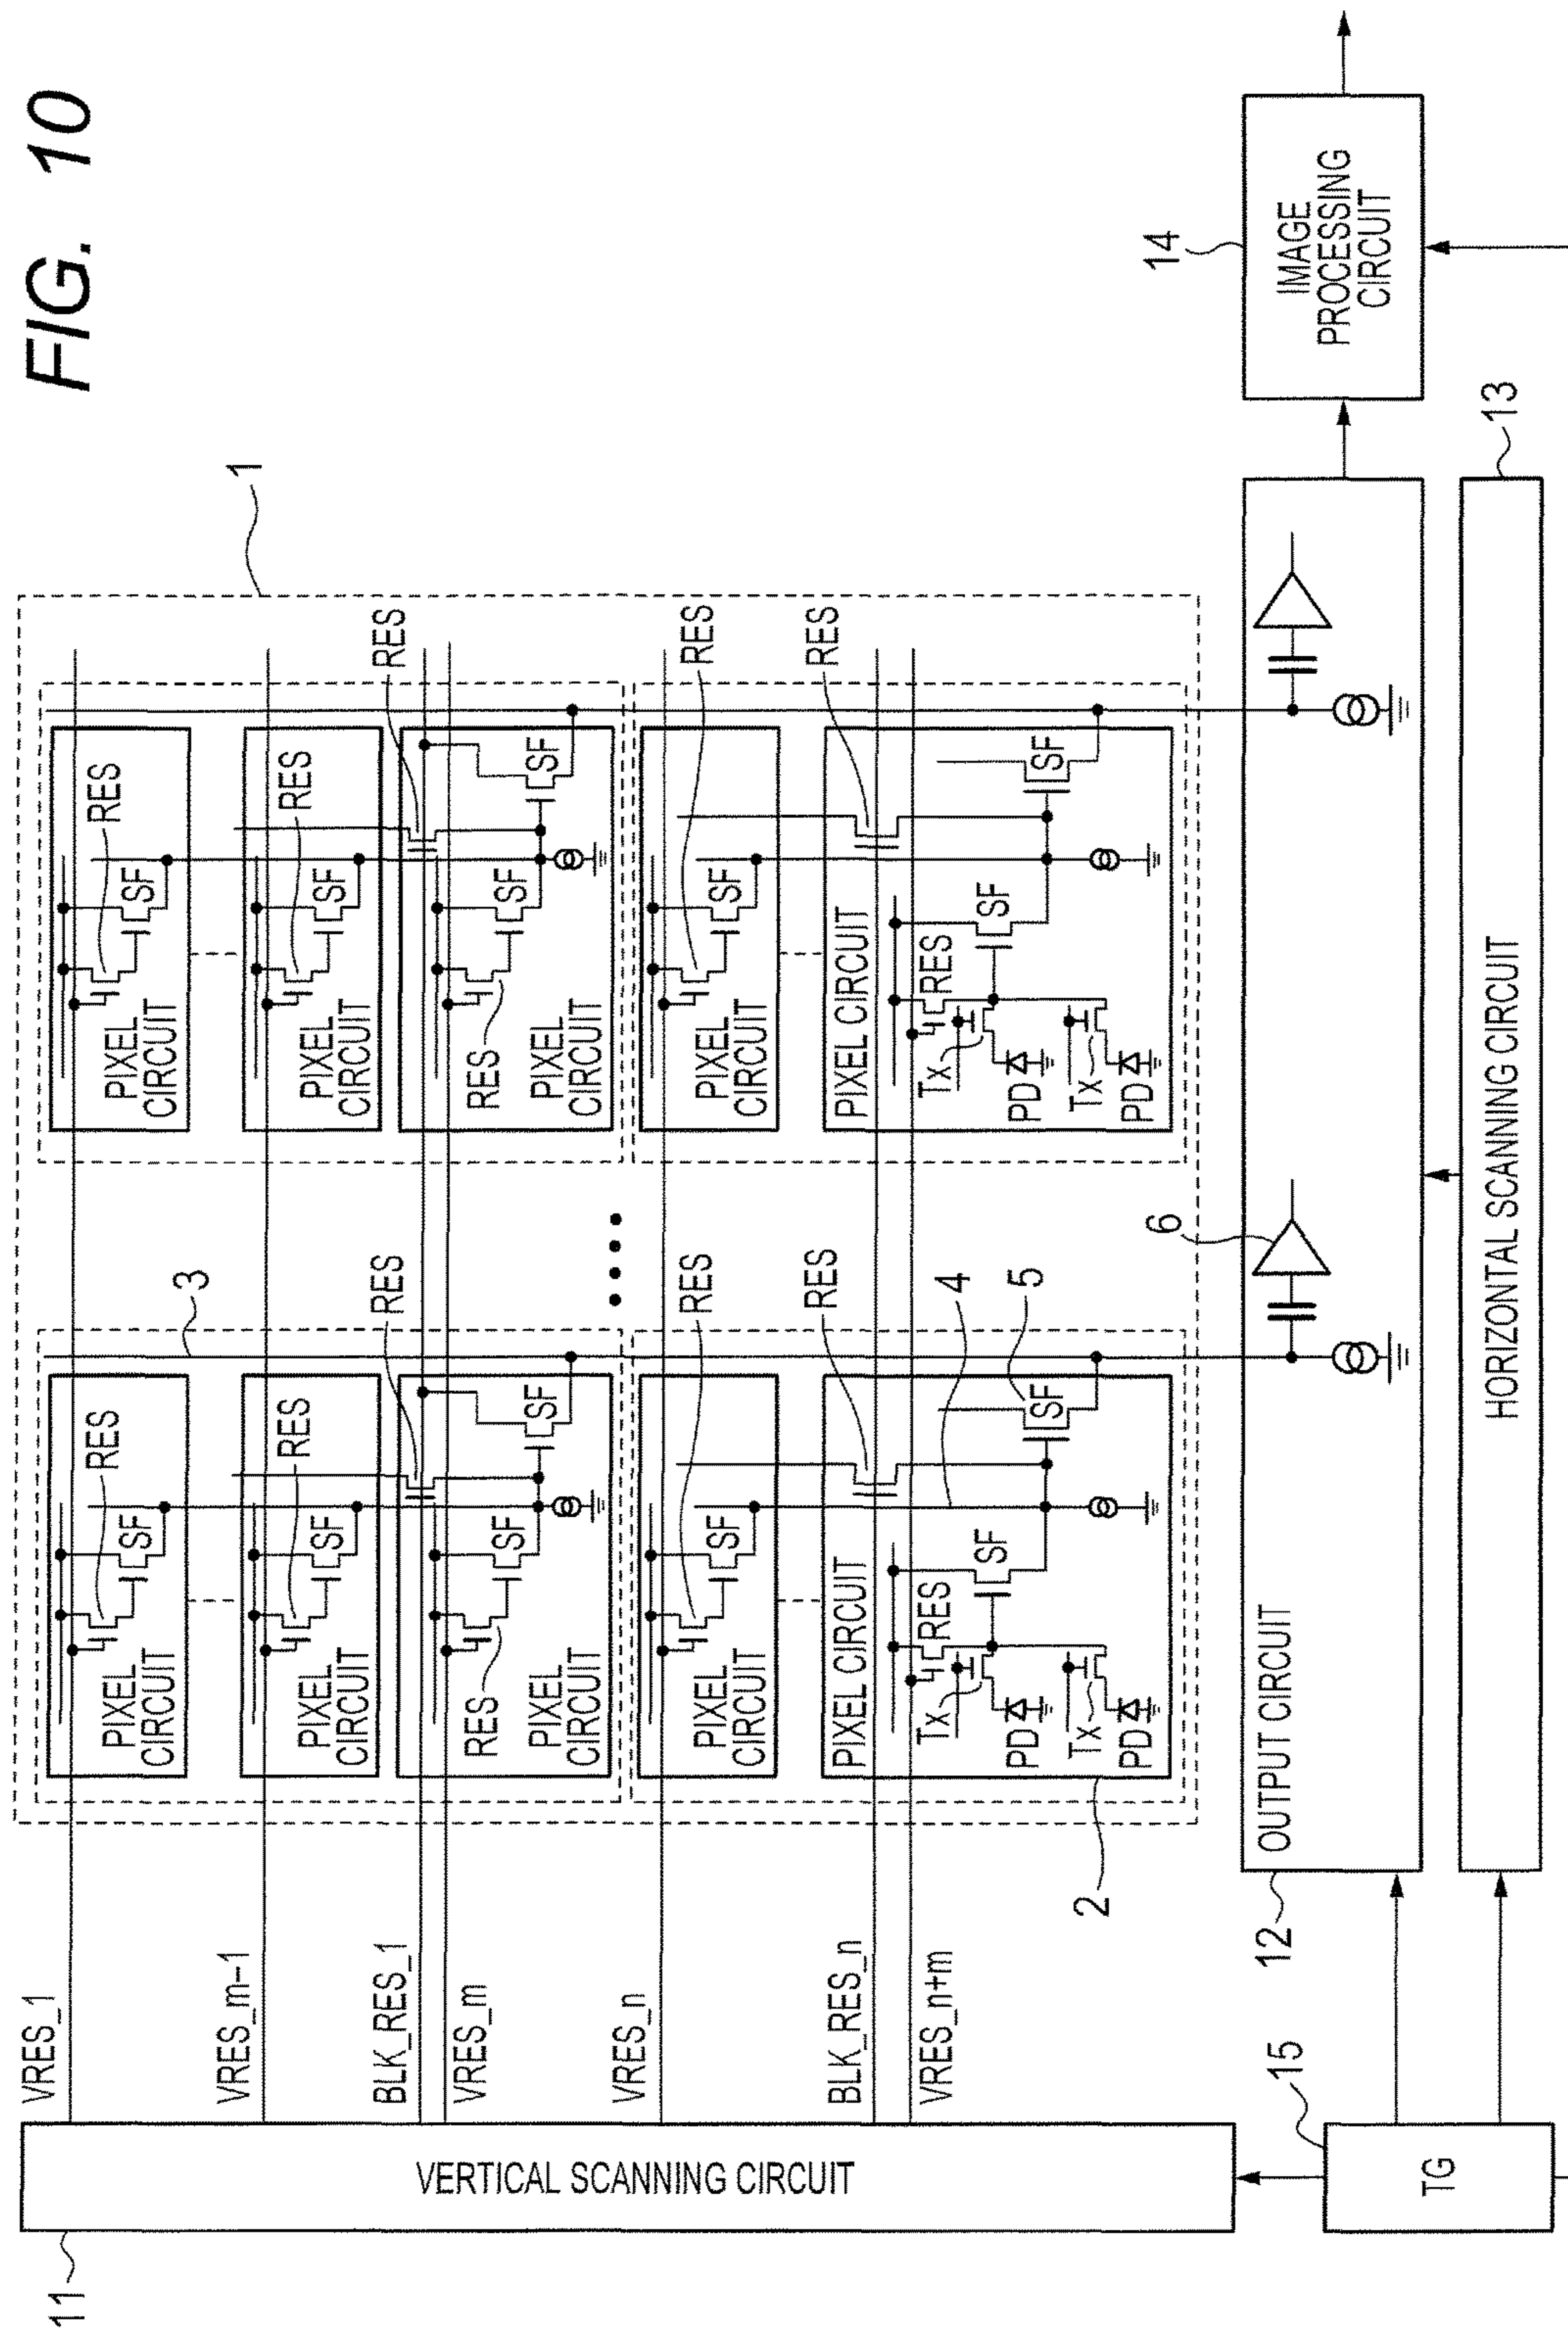 FIG. 10
1
3
VRES_1
PIXEL
CIRCUIT
RES
SF
PIXEL
CIRCUIT
RES
SF
VRES_m-1
PIXEL
CIRCUIT
RES
SF
PIXEL
CIRCUIT
RES
SF
BLK_RES_1
VRES_m
RES
RES
PIXEL
CIRCUIT
SF
SF
RES
RES
PIXEL
CIRCUIT
SF
SF
VRES_n
PIXEL
CIRCUIT
RES
SF
PIXEL
CIRCUIT
RES
SF
BLK_RES_n
VRES_n+m
PIXEL CIRCUIT
RES
RES
SF
Tx
PD
Tx
PD
4
5
SF
PIXEL CIRCUIT
RES
RES
SF
Tx
PD
Tx
PD
SF
2
11
VERTICAL SCANNING CIRCUIT
12
OUTPUT CIRCUIT
6
14
IMAGE
PROCESSING
CIRCUIT
15
TG
HORIZONTAL SCANNING CIRCUIT
13